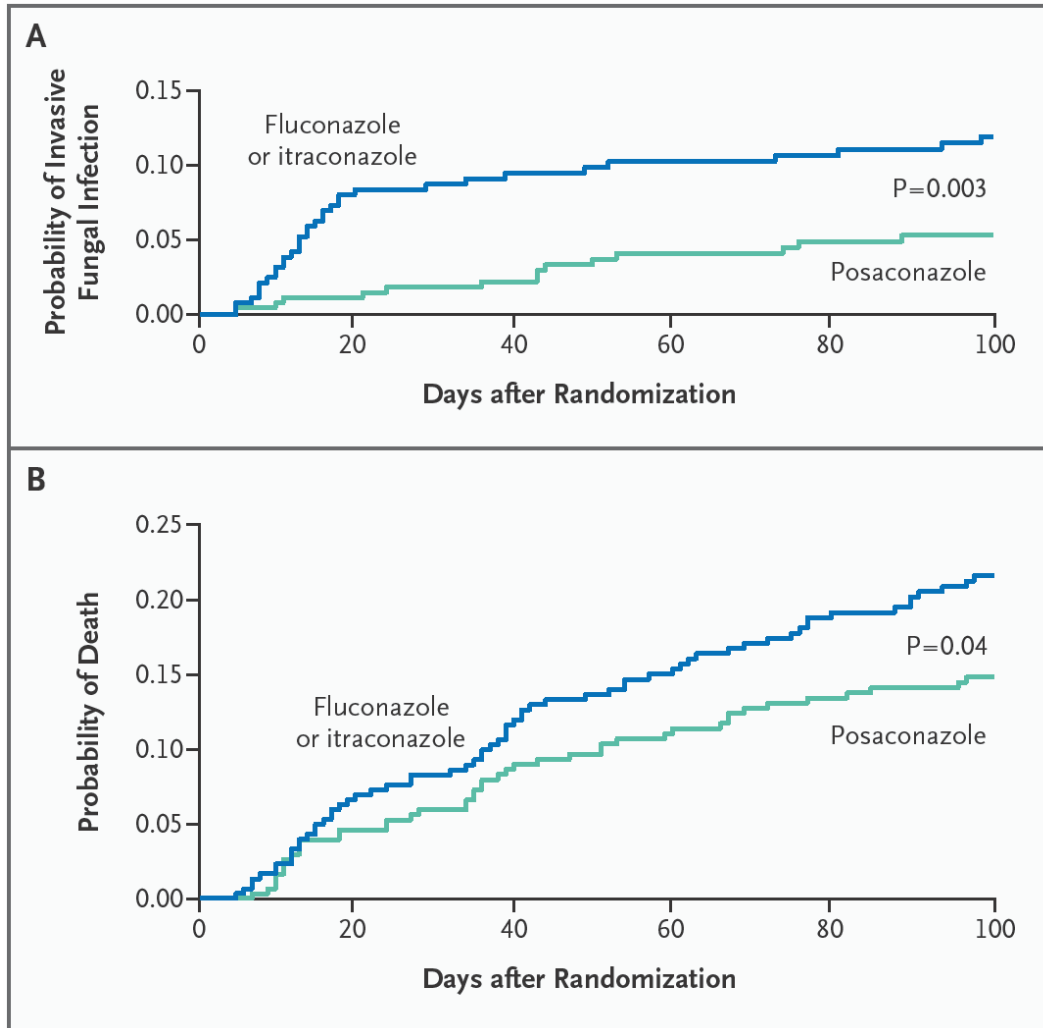 A
Probability of Invasive
Fungal Infection
0.15
0.10
0.05
0.00
Fluconazole
or itraconazole
P=0.003
Posaconazole
0
20
40
60
80
100
Days after Randomization
B
Probability of Death
0.25
0.20
0.15
0.10
0.05
0.00
Fluconazole
or itraconazole
P=0.04
Posaconazole
0
20
40
60
80
100
Days after Randomization